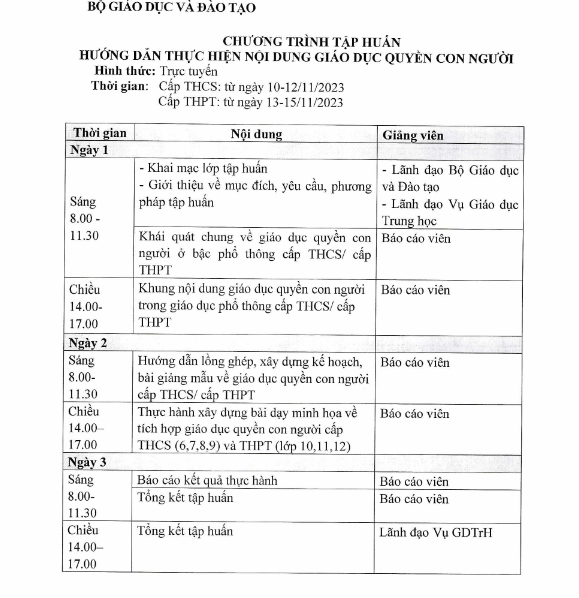 BỘ GIÁO DỤC VÀ ĐÀO TẠO
CHƯƠNG TRÌNH TẬP HUẤN
HƯỚNG DẪN THỰC HIỆN NỘI DUNG GIÁO DỤC QUYỀN CON NGƯỜI
Hình thức: Trực tuyến
Thời gian: Cấp THCS: từ ngày 10-12/11/2023
Cấp THPT: từ ngày 13-15/11/2023
Thời gian Nội dung Giảng viên
Ngày 1
Sáng
8.00 -
11.30
- Khai mạc lớp tập huấn
- Giới thiệu về mục đích, yêu cầu, phương
pháp tập huấn
- Lãnh đạo Bộ Giáo dục
và Đào tạo
- Lãnh đạo Vụ Giáo dục
Trung học
Khái quát chung về giáo dục quyền con
người ở bậc phổ thông cấp THCS/ cấp
THPT
Báo cáo viên
Chiều
14.00-
17.00
Khung nội dung giáo dục quyền con người
trong giáo dục phổ thông cấp THCS/ cấp
THPT
Báo cáo viên
Ngày 2
Sáng
8.00-
11.30
Hướng dẫn lồng ghép, xây dựng kế hoạch,
bài giảng mẫu về giáo dục quyền con người
cấp THCS/ cấp THPT
Báo cáo viên
Chiều
14.00–
17.00
Thực hành xây dựng bài dạy minh họa về
tích hợp giáo dục quyền con người cấp
THCS (6,7,8,9) và THPT (lớp 10,11,12)
Báo cáo viên
Ngày 3
Sáng
8.00-
11.30
Báo cáo kết quả thực hành
Báo cáo viên
Tổng kết tập huấn
Báo cáo viên
Chiều
14.00–
17.00
Tổng kết tập huấn
Lãnh đạo Vụ GDTrH